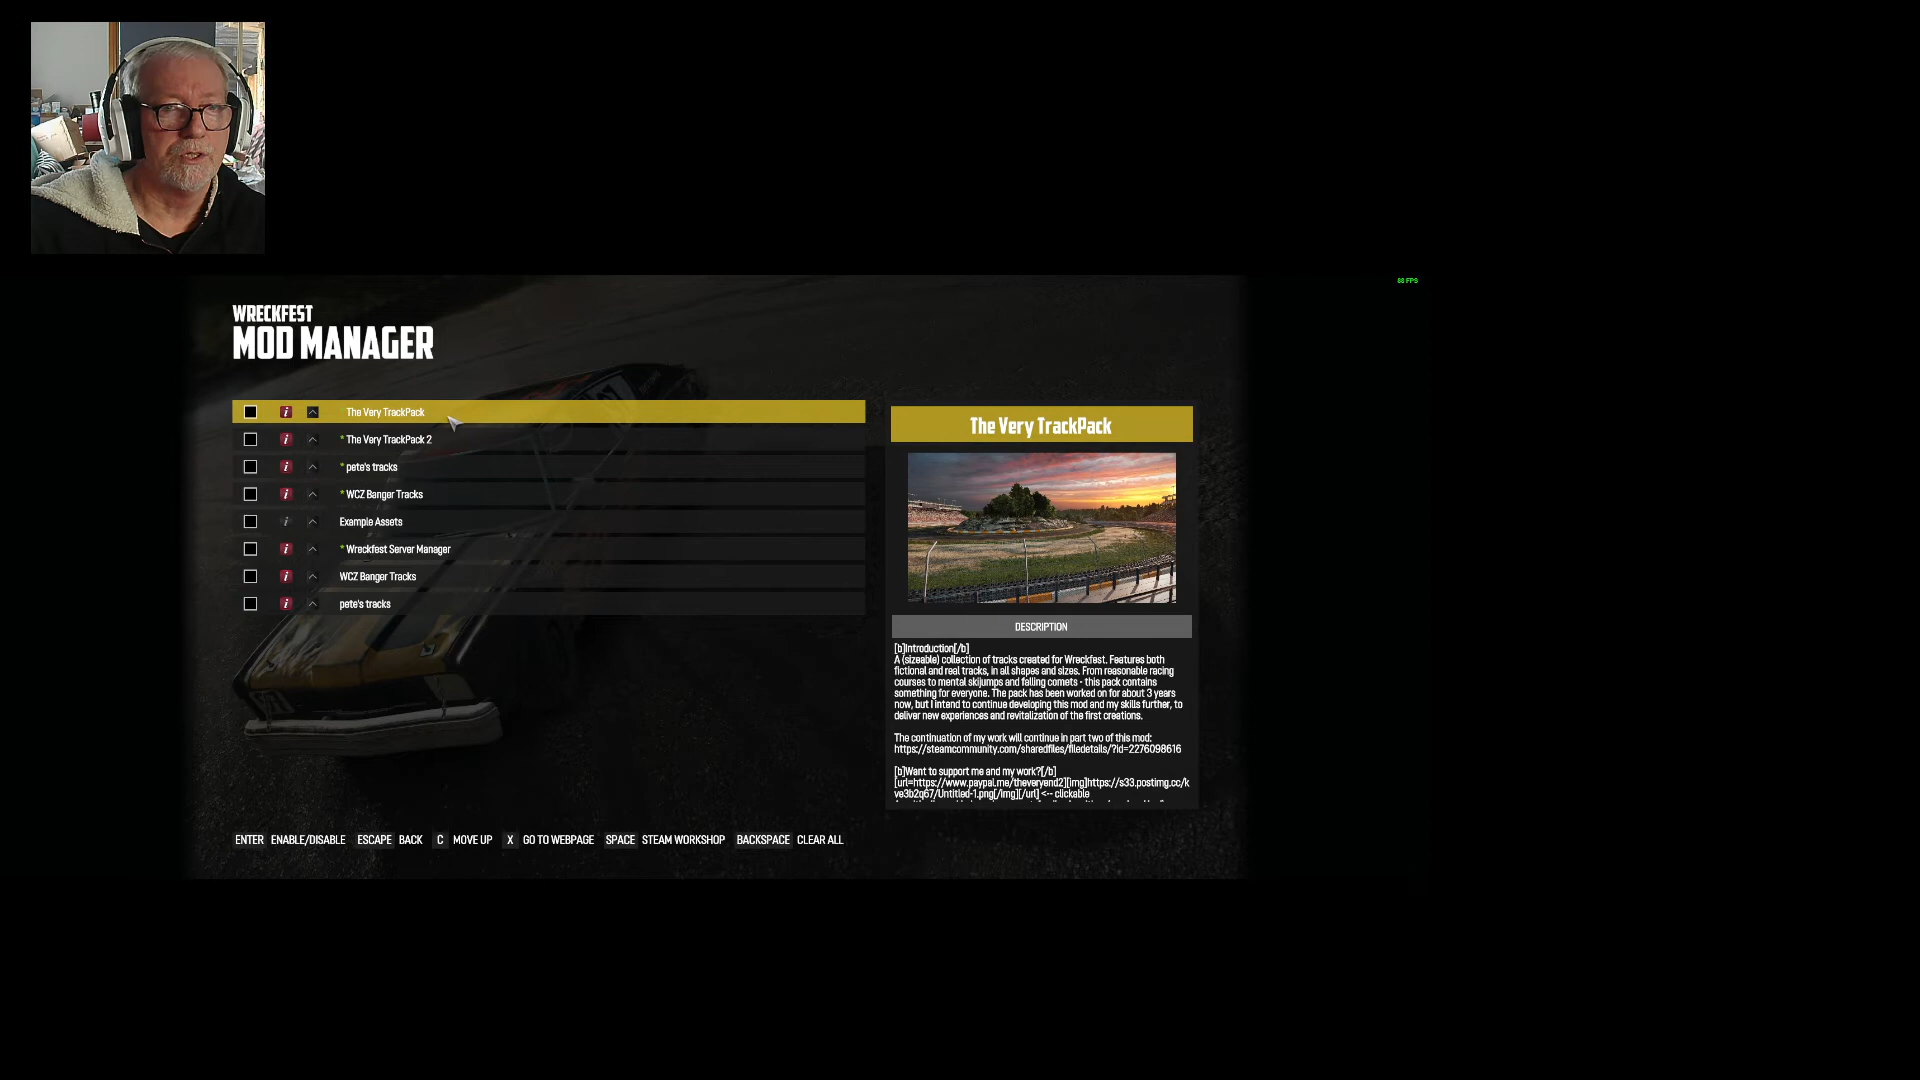 88 FPS
WRECKFEST
MOD MANAGER
The Very TrackPack
* The Very TrackPack 2
* pete's tracks
* WCZ Banger Tracks
Example Assets
* Wreckfest Server Manager
WCZ Banger Tracks
pete's tracks
The Very TrackPack
DESCRIPTION
[b]Introduction[/b]
A (sizeable) collection of tracks created for Wreckfest. Features both
fictional and real tracks, in all shapes and sizes. From reasonable racing
courses to mental skijumps and falling comets - this pack contains
something for everyone. The pack has been worked on for about 3 years
now, but I intend to continue developing this mod and my skills further, to
deliver new experiences and revitalization of the first creations.
The continuation of my work will continue in part two of this mod:
https://steamcommunity.com/sharedfiles/filedetails/?id=2276098616
[b]Want to support me and my work?[/b]
[url=https://www.paypal.me/theveryend2][img]https://s33.postimg.cc/k
ve3b2q67/Untitled-1.png[/img][/url] <-- clickable
ENTER ENABLE/DISABLE ESCAPE BACK C MOVE UP X GO TO WEBPAGE SPACE STEAM WORKSHOP BACKSPACE CLEAR ALL